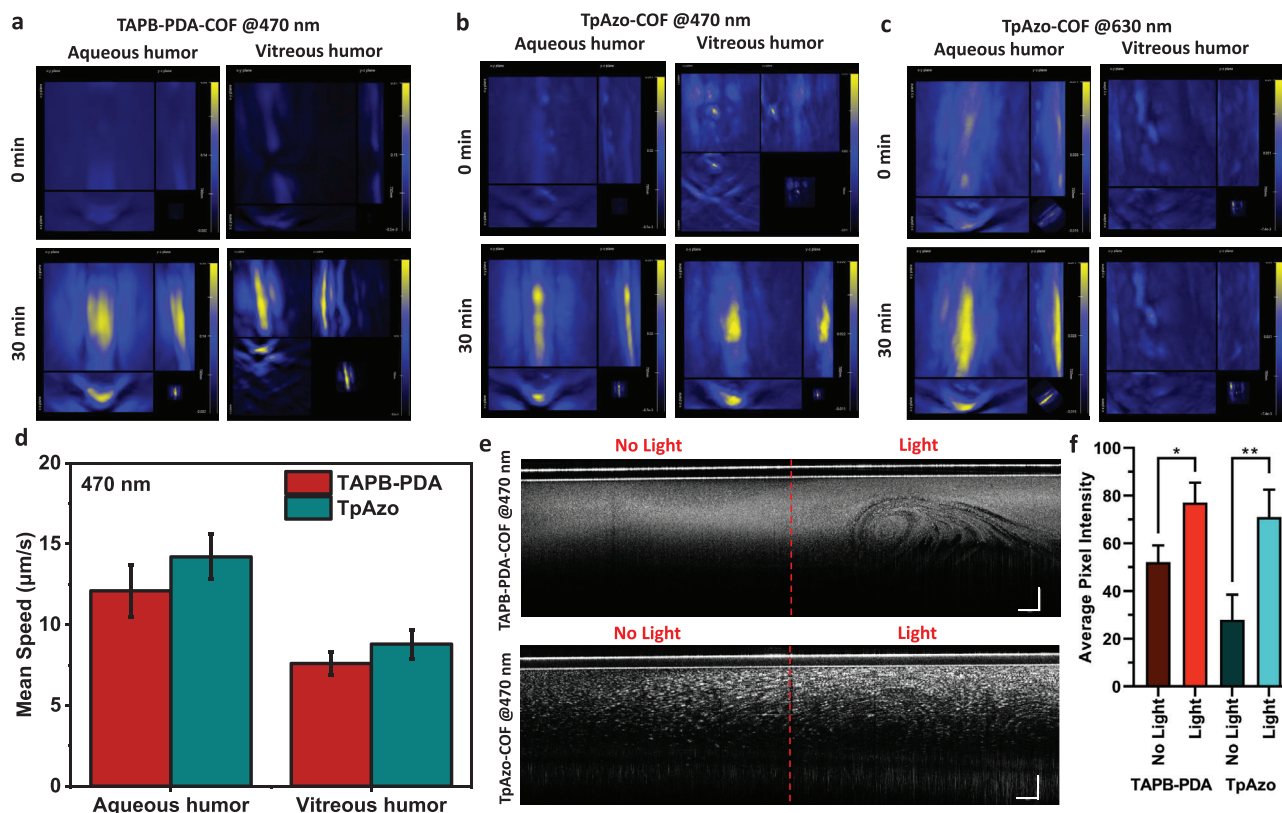 a
TAPB-PDA-COF @470 nm
Aqueous humor
Vitreous humor
0 min
30 min
b
TpAzo-COF @470 nm
Aqueous humor
Vitreous humor
0 min
30 min
c
TpAzo-COF @630 nm
Aqueous humor
Vitreous humor
0 min
30 min
d
470 nm
TAPB-PDA
TpAzo
Mean Speed (μm/s)
20
15
10
5
0
Aqueous humor
Vitreous humor
e
No Light
Light
TAPB-PDA-COF @470 nm
No Light
Light
TpAzo-COF @470 nm
f
Average Pixel Intensity
100
80
60
40
20
0
*
**
No Light
Light
No Light
Light
TAPB-PDA
TpAzo